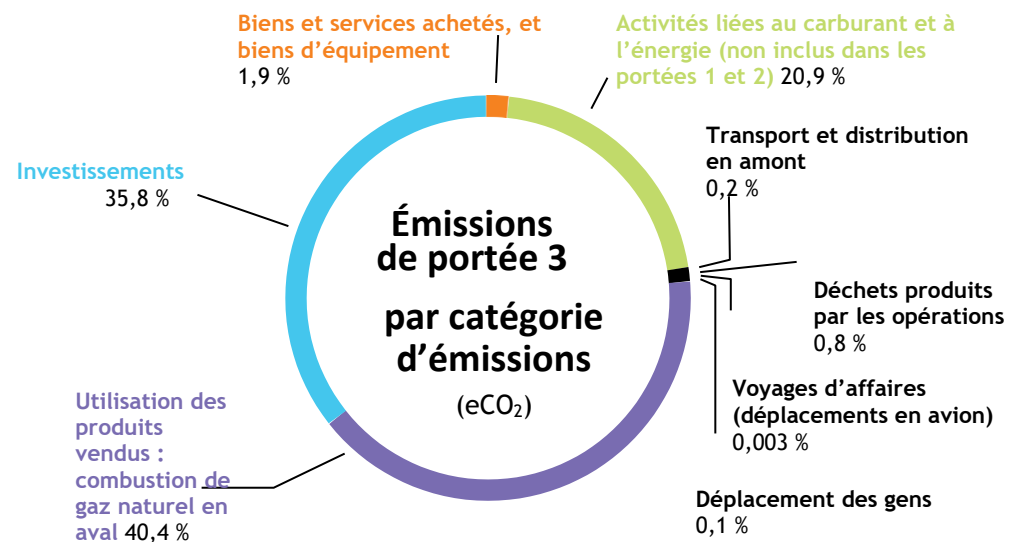 Biens et services achetés, et
biens d’équipement
1,9 %
Activités liées au carburant et à
l’énergie (non inclus dans les
portées 1 et 2) 20,9 %
Transport et distribution
en amont
0,2 %
Investissements
35,8 %
Émissions
de portée 3
par catégorie
d’émissions
(eCO₂)
Déchets produits
par les opérations
0,8 %
Voyages d’affaires
(déplacements en avion)
0,003 %
Utilisation des
produits
vendus :
combustion de
gaz naturel en
aval 40,4 %
Déplacement des gens
0,1 %